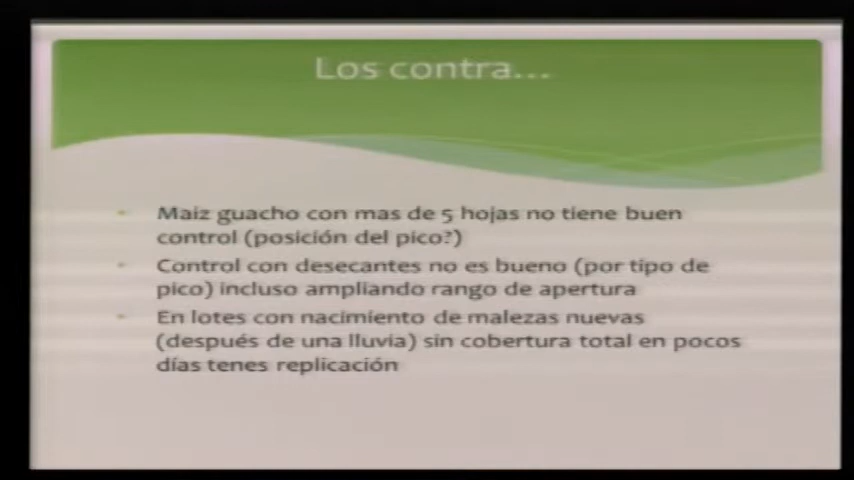 Los contra...
Maiz guacho con mas de 5 hojas no tiene buen
control (posición del pico?)
Control con desecantes no es bueno (por tipo de
pico) incluso ampliando rango de apertura
En lotes con nacimiento de malezas nuevas
(después de una lluvia) sin cobertura total en pocos
días tenes replicación